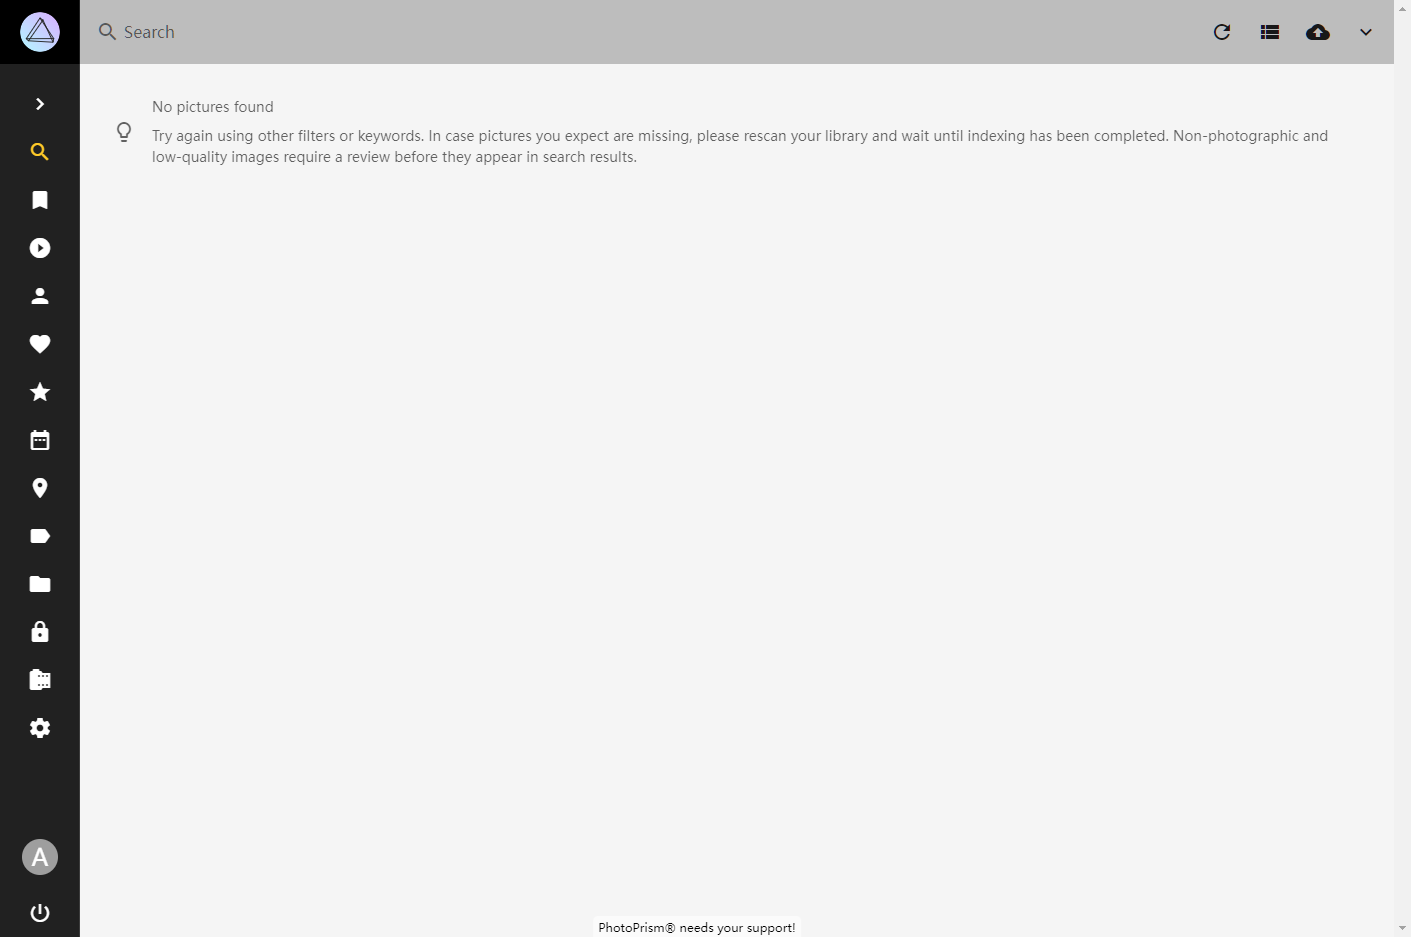 Search
No pictures found
Try again using other filters or keywords. In case pictures you expect are missing, please rescan your library and wait until indexing has been completed. Non-photographic and
low-quality images require a review before they appear in search results.
A
PhotoPrism® needs your support!